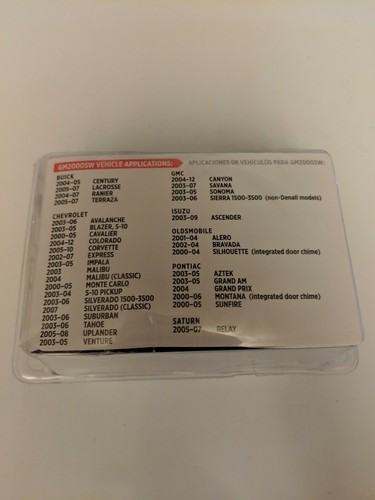 GM2000SW VEHICLE APPLICATIONS:
APLICACIONES DE VEHÍCULOS PARA GM2000SW:
BUICK
2004-05 CENTURY
2005-07 LACROSSE
2004-07 RANIER
2005-07 TERRAZA
CHEVROLET
2003-06 AVALANCHE
2003-05 BLAZER, S-10
2000-05 CAVALIER
2004-12 COLORADO
2005-10 CORVETTE
2002-07 EXPRESS
2003-05 IMPALA
2003 MALIBU
2004 MALIBU (CLASSIC)
2000-05 MONTE CARLO
2003-04 S-10 PICKUP
2003-06 SILVERADO 1500-3500
2007 SILVERADO (CLASSIC)
2003-06 SUBURBAN
2003-06 TAHOE
2005-08 UPLANDER
2003-05 VENTURE
GMC
2004-12 CANYON
2003-07 SAVANA
2003-05 SONOMA
2003-06 SIERRA 1500-3500 (non-Denali models)
ISUZU
2003-09 ASCENDER
OLDSMOBILE
2001-04 ALERO
2002-04 BRAVADA
2000-04 SILHOUETTE (integrated door chime)
PONTIAC
2003-05 AZTEK
2003-05 GRAND AM
2004 GRAND PRIX
2000-06 MONTANA (integrated door chime)
2000-05 SUNFIRE
SATURN
2005-07 RELAY